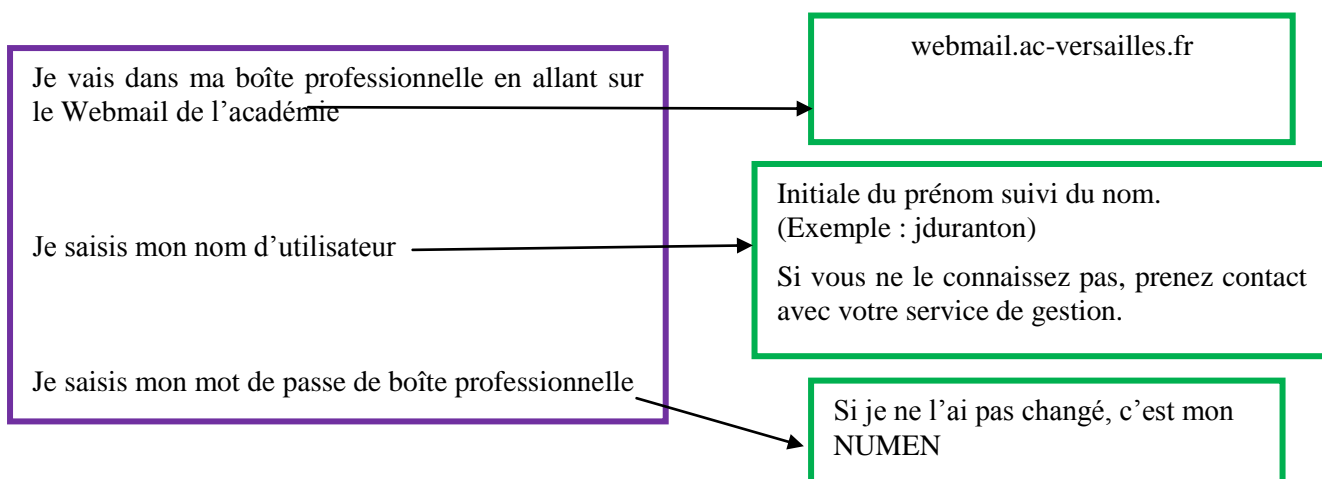 Je vais dans ma boîte professionnelle en allant sur
le Webmail de l'académie
webmail.ac-versailles.fr
Je saisis mon nom d'utilisateur
Initiale du prénom suivi du nom.
(Exemple : jduranton)
Si vous ne le connaissez pas, prenez contact
avec votre service de gestion.
Je saisis mon mot de passe de boîte professionnelle
Si je ne l'ai pas changé, c'est mon
NUMEN